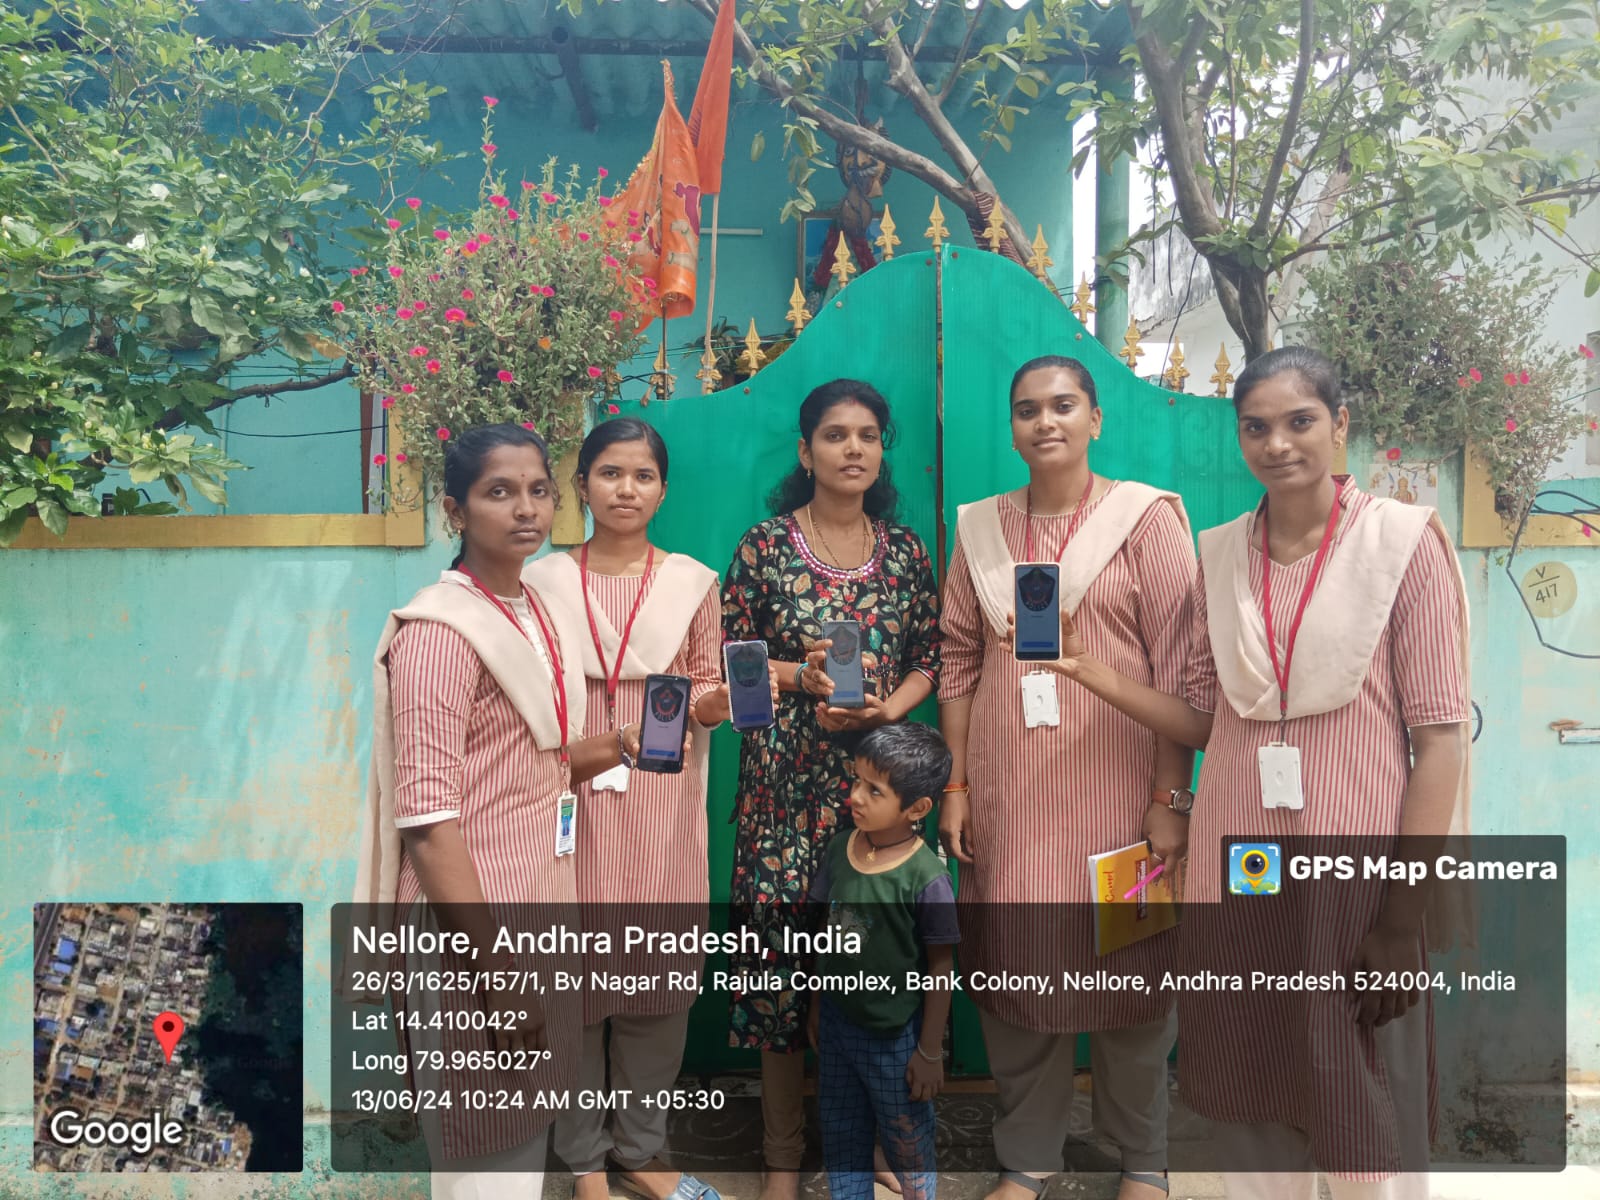 V
417
Camel
GPS Map Camera
Nellore, Andhra Pradesh, India
26/3/1625/157/1, Bv Nagar Rd, Rajula Complex, Bank Colony, Nellore, Andhra Pradesh 524004, India
Lat 14.410042°
Long 79.965027°
13/06/24 10:24 AM GMT +05:30
Google